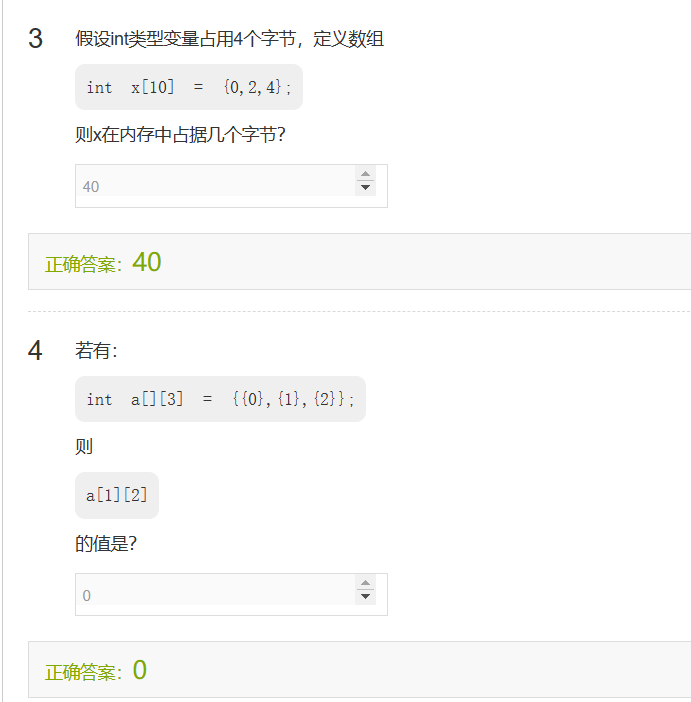 3 假设int类型变量占用4个字节，定义数组
int x[10] = {0,2,4};
则x在内存中占据几个字节？
40
正确答案：40
4 若有：
int a[][3] = {{0},{1},{2}};
则
a[1][2]
的值是？
0
正确答案：0